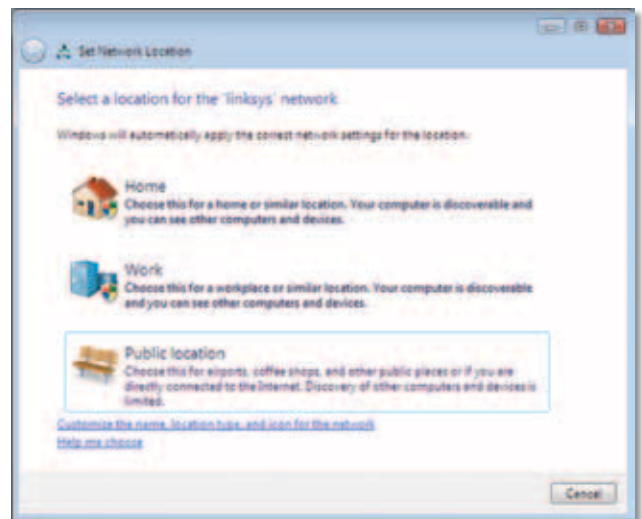 Set Network Location
Select a location for the 'linksys' network
Windows will automatically apply the correct network settings for the location.
Home
Choose this for a home or similar location. Your computer is discoverable and
you can see other computers and devices.
Work
Choose this for a workplace or similar location. Your computer is discoverable
and you can see other computers and devices.
Public location
Choose this for airports, coffee shops, and other public places or if you are
directly connected to the Internet. Discovery of other computers and devices is
limited.
Customize the name, location type, and icon for the network
Help me choose
Cancel